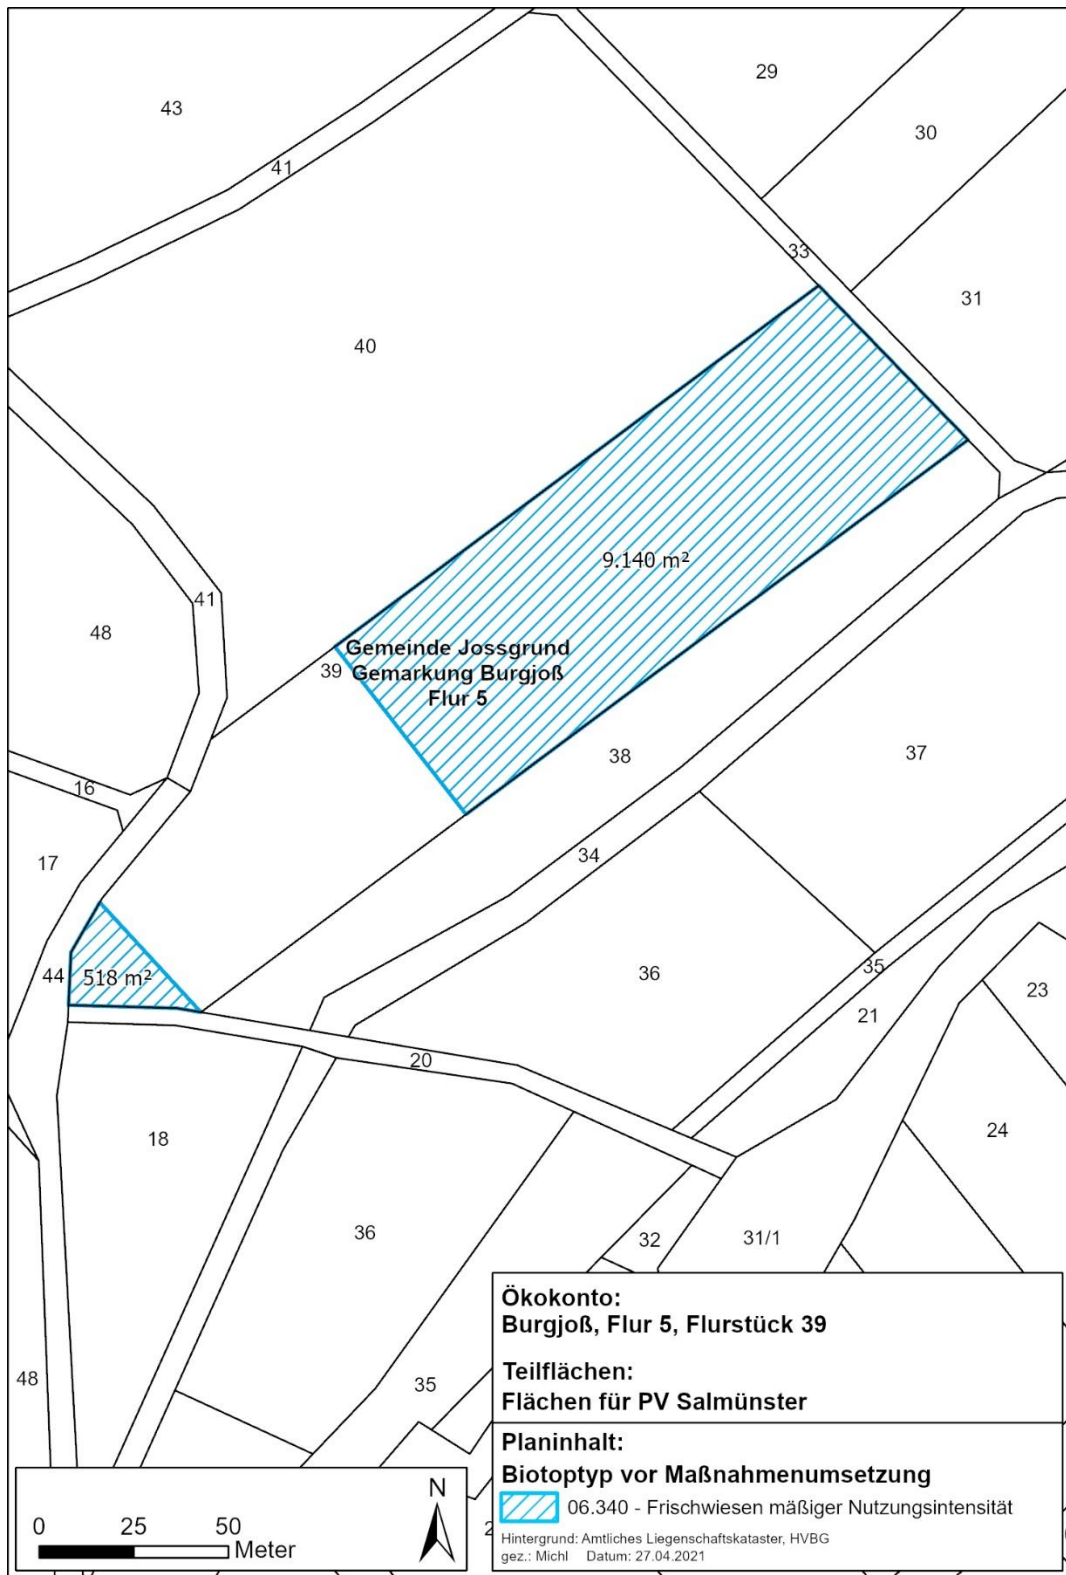 29
43
30
41
33
31
40
9.140 m²
41
48
Gemeinde Jossgrund
39
Gemarkung Burgjoß
Flur 5
38
37
16
34
17
35
36
44
518 m²
23
21
20
24
18
36
32
31/1
48
35
Ökokonto:
Burgjoß, Flur 5, Flurstück 39
Teilflächen:
Flächen für PV Salmünster
Planinhalt:
Biotoptyp vor Maßnahmenumsetzung
06.340 - Frischwiesen mäßiger Nutzungsintensität
Hintergrund: Amtliches Liegenschaftskataster, HVBG
gez.: Michl Datum: 27.04.2021
N
0 25 50
Meter